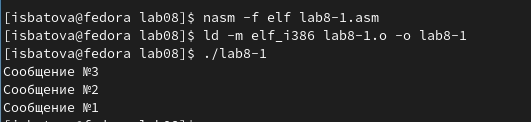 [isbatova@fedora lab08]$ nasm -f elf lab8-1.asm
[isbatova@fedora lab08]$ ld -m elf_i386 lab8-1.o -o lab8-1
[isbatova@fedora lab08]$ ./lab8-1
Сообщение №3
Сообщение №2
Сообщение №1